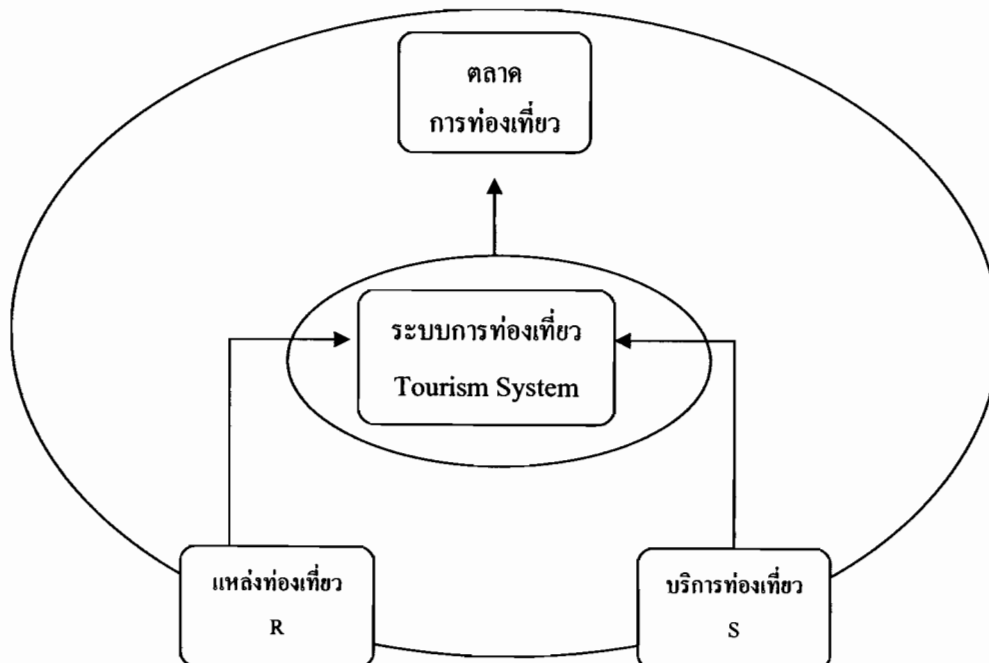 ตลาด
การท่องเที่ยว
ระบบการท่องเที่ยว
Tourism System
แหล่งท่องเที่ยว
R
บริการท่องเที่ยว
S